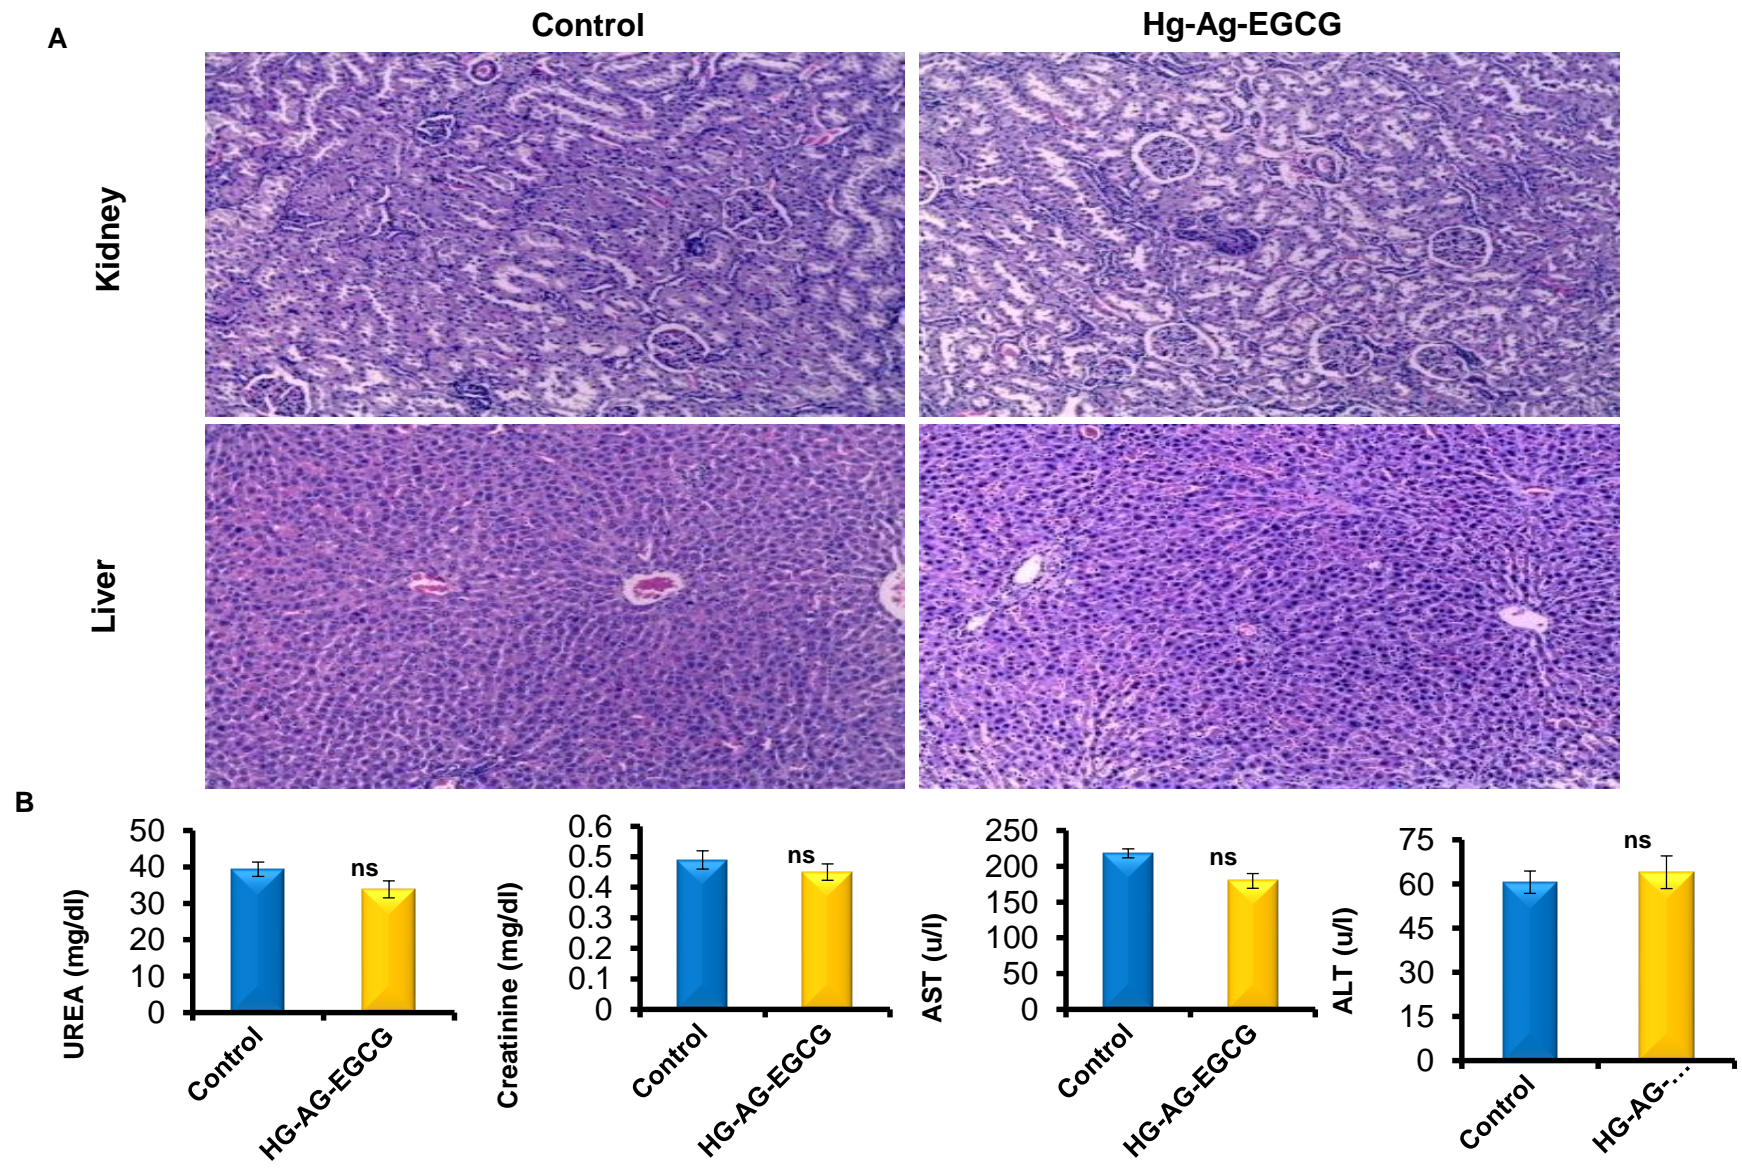 A
Control
Hg-Ag-EGCG
Kidney
Liver
B
UREA (mg/dl)
50
40
30
20
10
0
ns
Control
HG-AG-EGCG
Creatinine (mg/dl)
0.6
0.5
0.4
0.3
0.2
0.1
0
ns
Control
HG-AG-EGCG
AST (u/l)
250
200
150
100
50
0
ns
Control
HG-AG-EGCG
ALT (u/l)
75
60
45
30
15
0
ns
Control
HG-AG-…